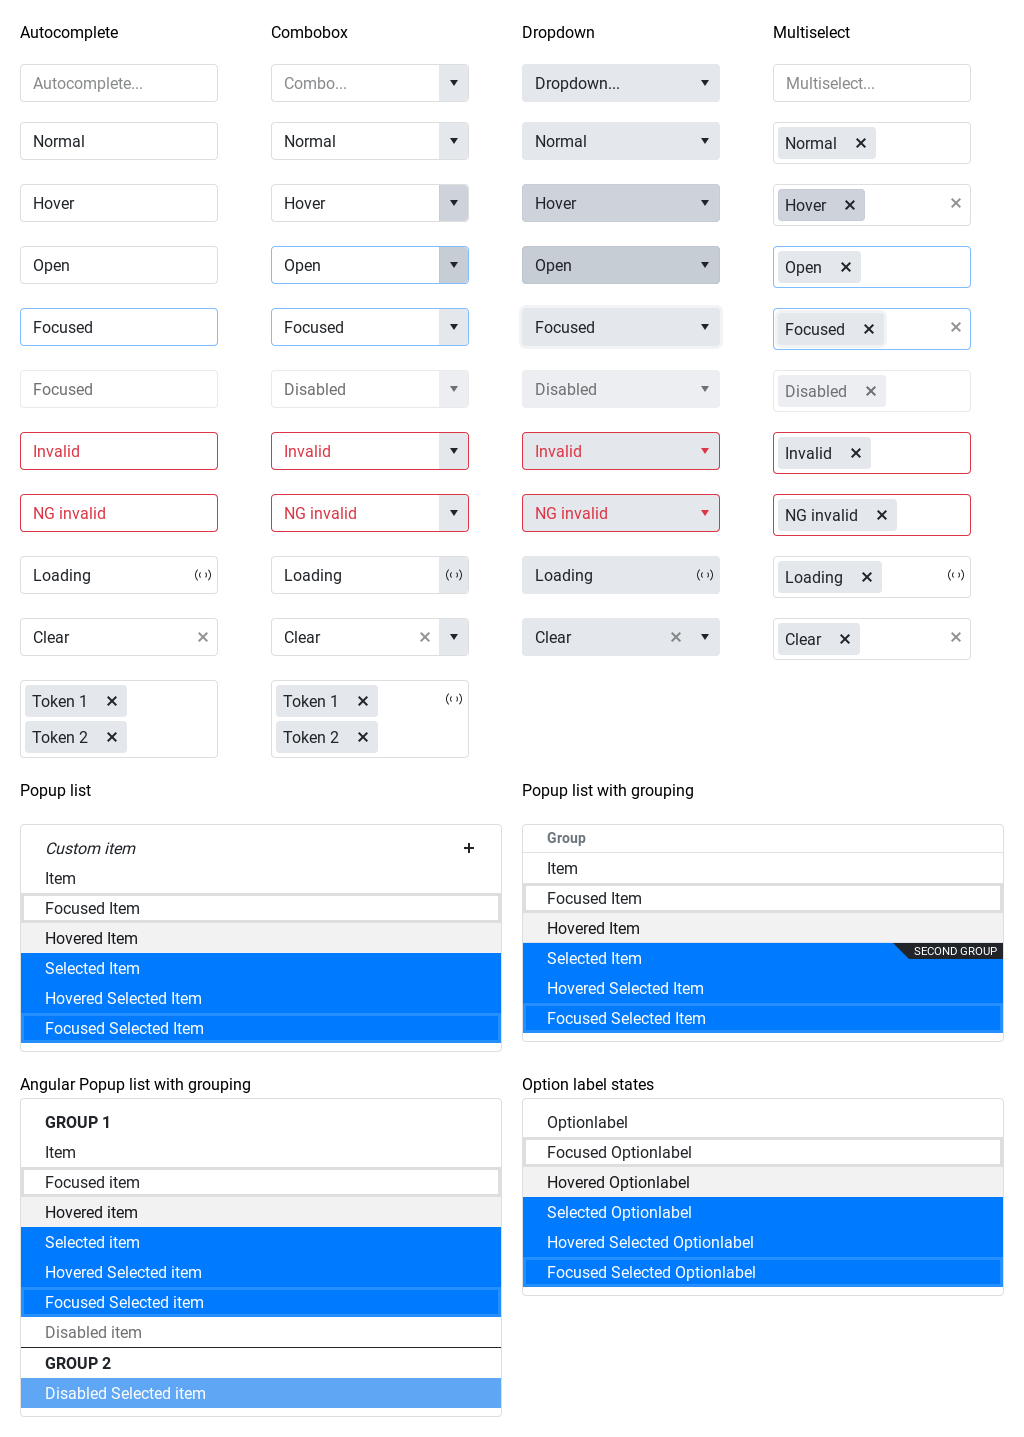 Autocomplete Combobox Dropdown Multiselect
Autocomplete... Combo... Dropdown... Multiselect...
Normal Normal Normal Normal
Hover Hover Hover Hover
Open Open Open Open
Focused Focused Focused Focused
Focused Disabled Disabled Disabled
Invalid Invalid Invalid Invalid
NG invalid NG invalid NG invalid NG invalid
Loading Loading Loading Loading
Clear Clear Clear Clear
Token 1 Token 1
Token 2 Token 2
Popup list
Custom item
Item
Focused Item
Hovered Item
Selected Item
Hovered Selected Item
Focused Selected Item
Popup list with grouping
Group
Item
Focused Item
Hovered Item
Selected Item SECOND GROUP
Hovered Selected Item
Focused Selected Item
Angular Popup list with grouping
GROUP 1
Item
Focused item
Hovered item
Selected item
Hovered Selected item
Focused Selected item
Disabled item
GROUP 2
Disabled Selected item
Option label states
Optionlabel
Focused Optionlabel
Hovered Optionlabel
Selected Optionlabel
Hovered Selected Optionlabel
Focused Selected Optionlabel